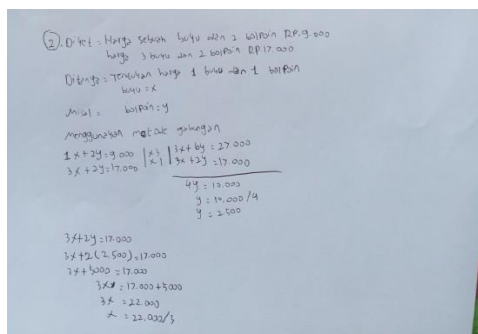 2). Diket = Harga sebuah buku dan 2 bolpoin RP.9.000
harga 3 buku dan 2 bolpoin RP.17.000
Ditanya = Tentukan harga 1 buku dan 1 bolpoin
Misal = buku = x
bolpoin = y
Menggunakan metode gabungan
1x + 2y = 9.000 | x3 | 3x + 6y = 27.000
3x + 2y = 17.000 | x1 | 3x + 2y = 17.000
4y = 10.000
y = 10.000/4
y = 2.500
3x + 2y = 17.000
3x + 2(2.500) = 17.000
3x + 5000 = 17.000
3x = 17.000 + 5000
3x = 22.000
x = 22.000/3